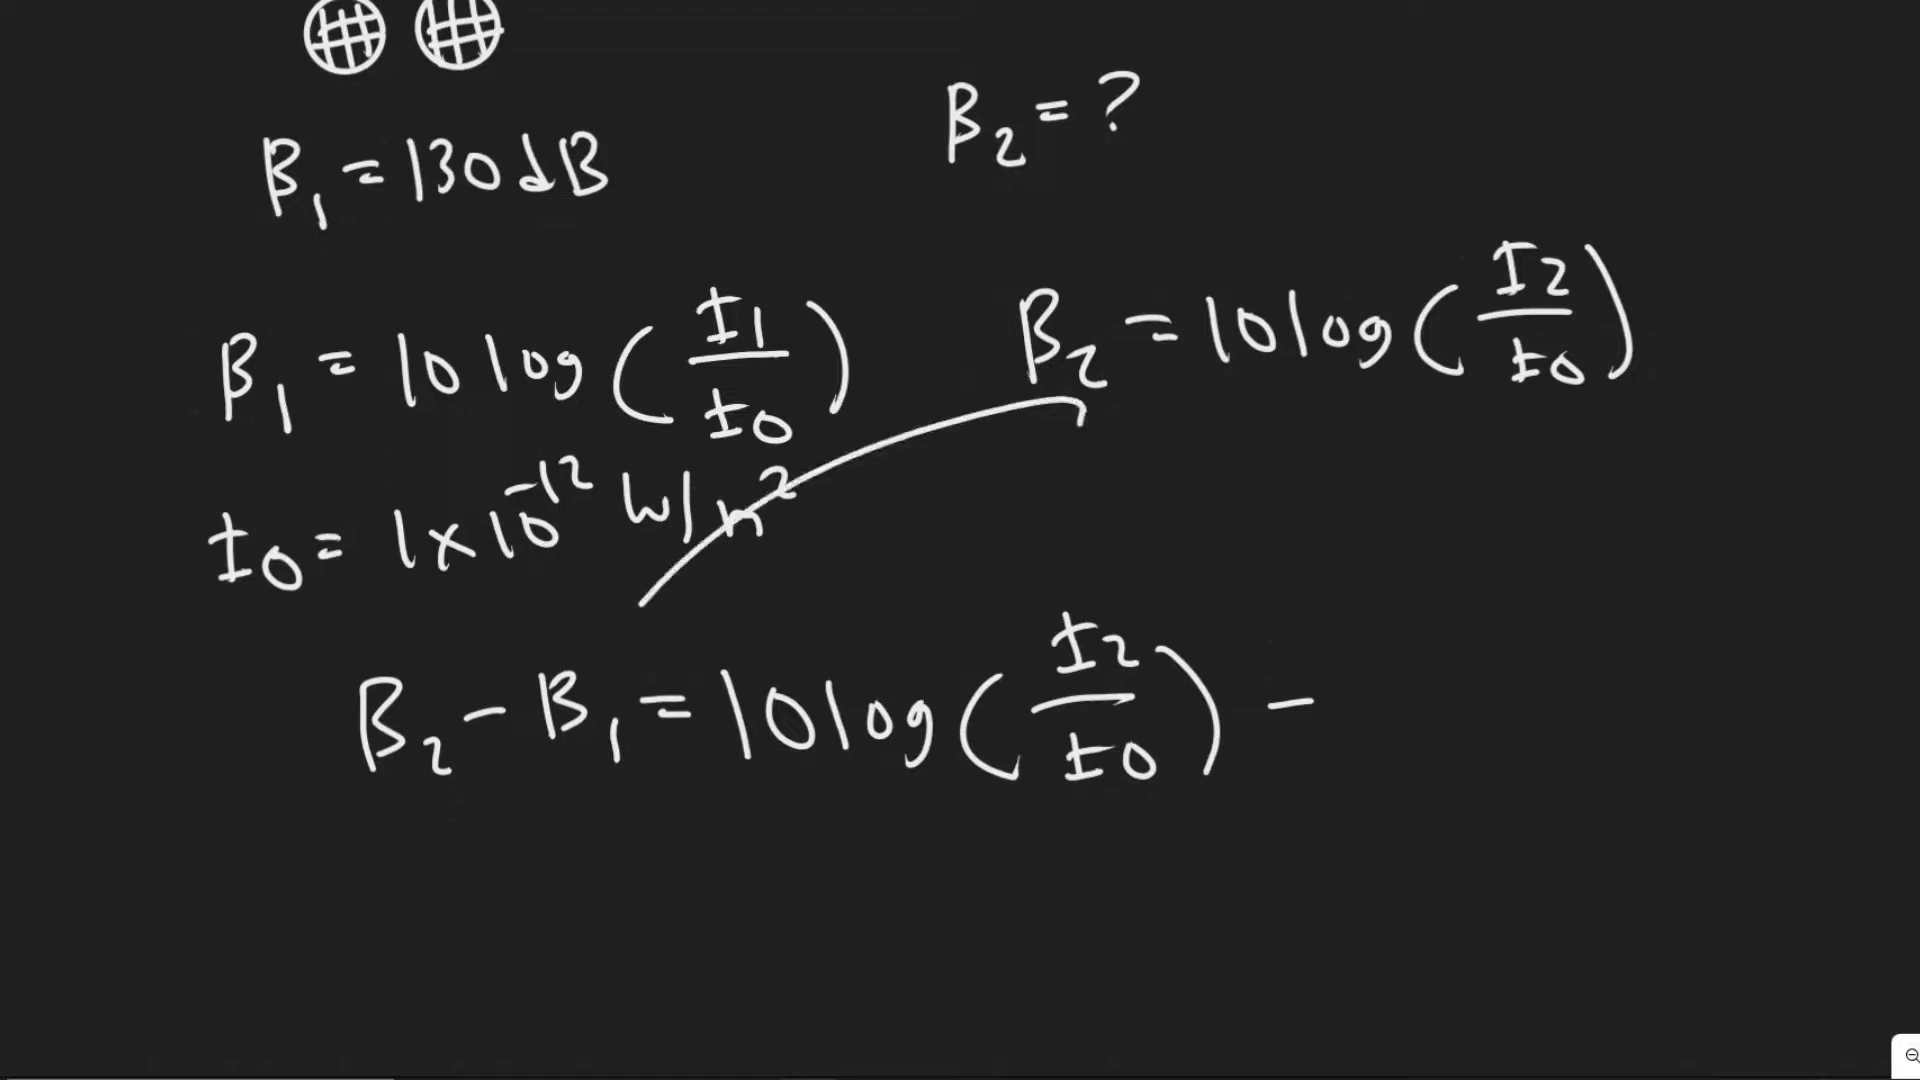 β₁ = 130 dB
β₂ = ?
β₁ = 10 log (I₁/I₀)
β₂ = 10 log (I₂/I₀)
I₀ = 1 × 10⁻¹² W/m²
β₂ − β₁ = 10 log (I₂/I₀) −